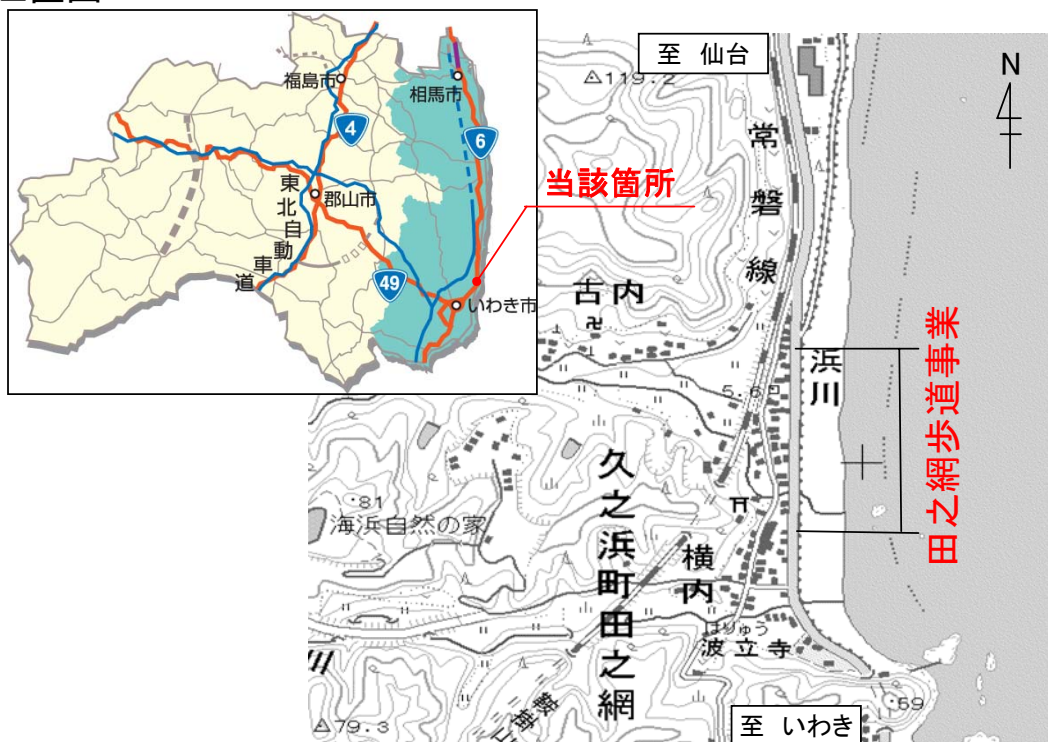 福島市
相馬市
4
6
東北自動車道
郡山市
49
いわき市
当該箇所
至 仙台
N
119.2
常磐線
古内
浜川
5.6
田之網歩道事業
久之浜町田之網
81
海浜自然の家
横内
はりゅう
波立寺
川
鞍掛山
79.3
59
至 いわき